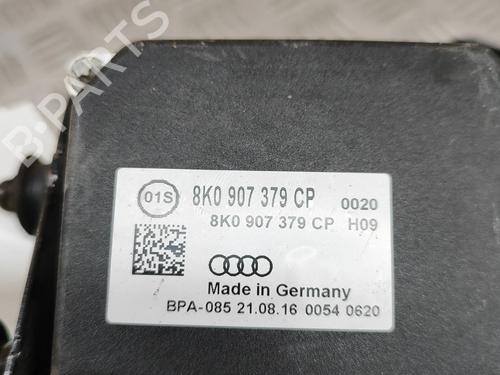 B-PARTS
01S 8K0 907 379 CP 0020
8K0 907 379 CP H09
Made in Germany
BPA-085 21.08.16 0054 0620